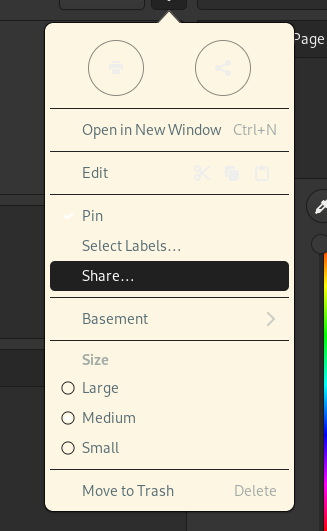 Page
Open in New Window Ctrl+N
Edit
Pin
Select Labels...
Share...
Basement
Size
Large
Medium
Small
Move to Trash Delete